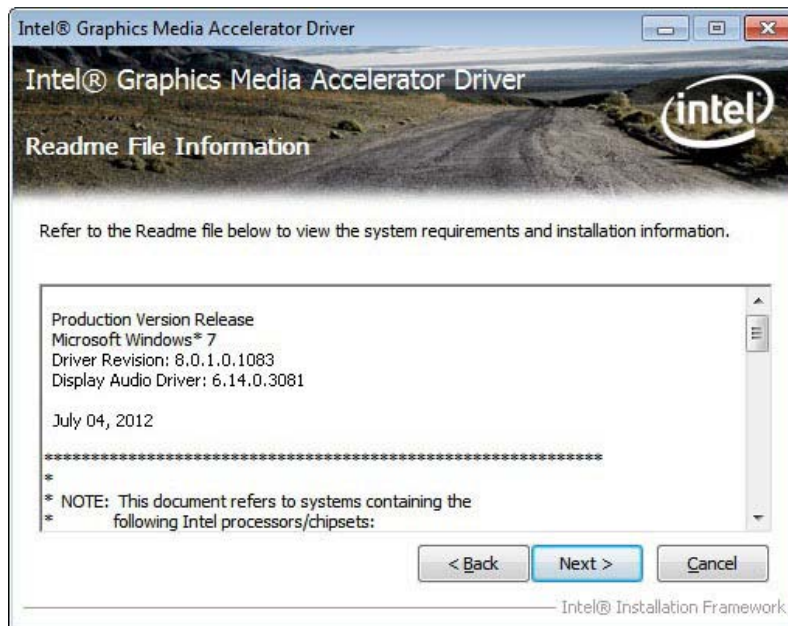 Intel® Graphics Media Accelerator Driver
Intel® Graphics Media Accelerator Driver
intel
Readme File Information
Refer to the Readme file below to view the system requirements and installation information.
Production Version Release
Microsoft Windows* 7
Driver Revision: 8.0.1.0.1083
Display Audio Driver: 6.14.0.3081
July 04, 2012
************************************************************
*
* NOTE: This document refers to systems containing the
* following Intel processors/chipsets:
< Back Next > Cancel
Intel® Installation Framework